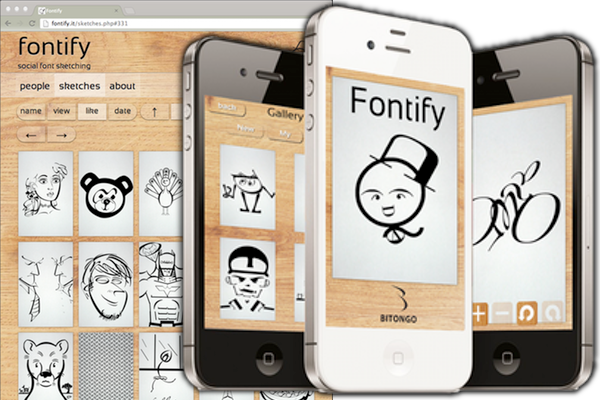 fontify
fontify.it/sketches.php#331
fontify
social font sketching
people sketches about
name view like date ↑
← →
back Gallery
New My
Fontify
BITONGO